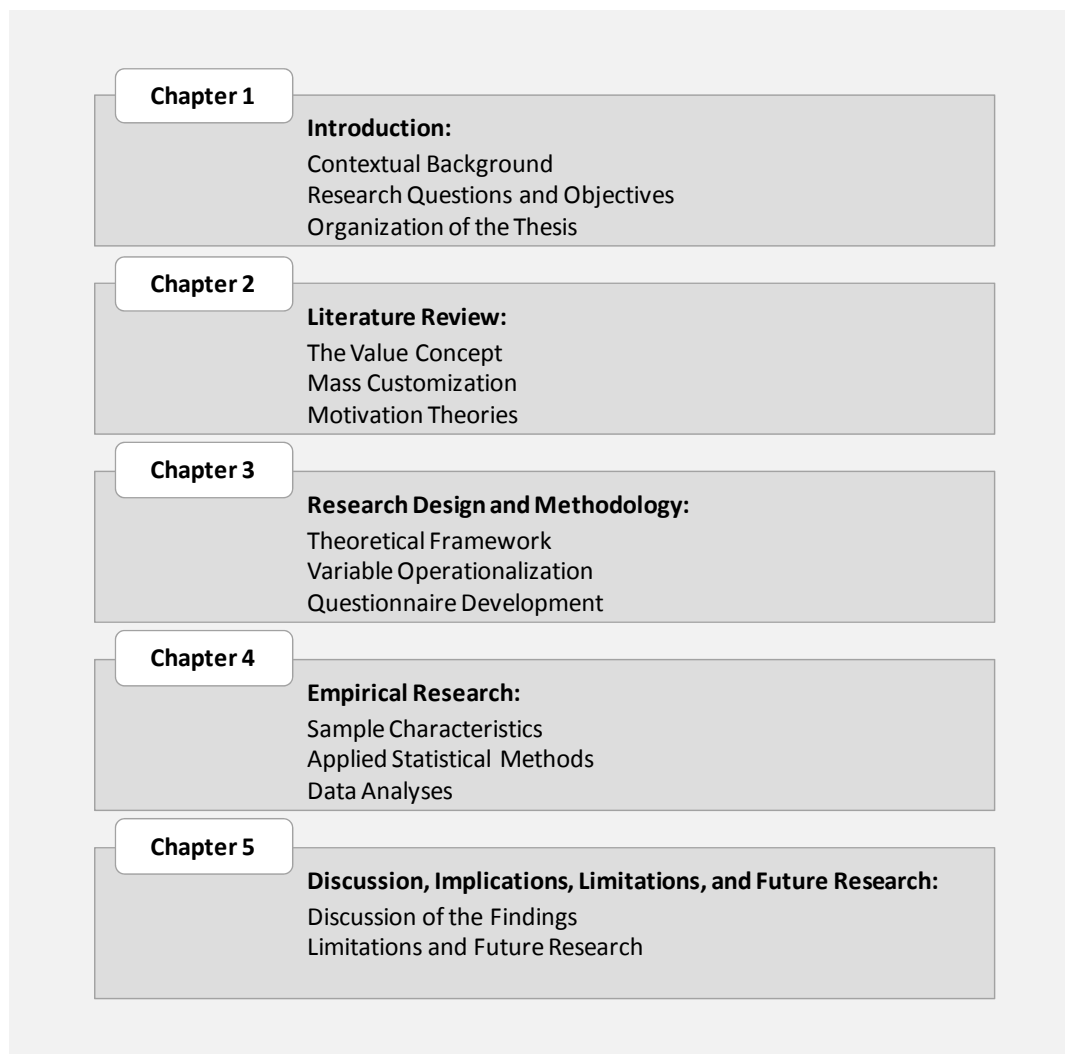 Chapter 1
Introduction:
Contextual Background
Research Questions and Objectives
Organization of the Thesis
Chapter 2
Literature Review:
The Value Concept
Mass Customization
Motivation Theories
Chapter 3
Research Design and Methodology:
Theoretical Framework
Variable Operationalization
Questionnaire Development
Chapter 4
Empirical Research:
Sample Characteristics
Applied Statistical Methods
Data Analyses
Chapter 5
Discussion, Implications, Limitations, and Future Research:
Discussion of the Findings
Limitations and Future Research